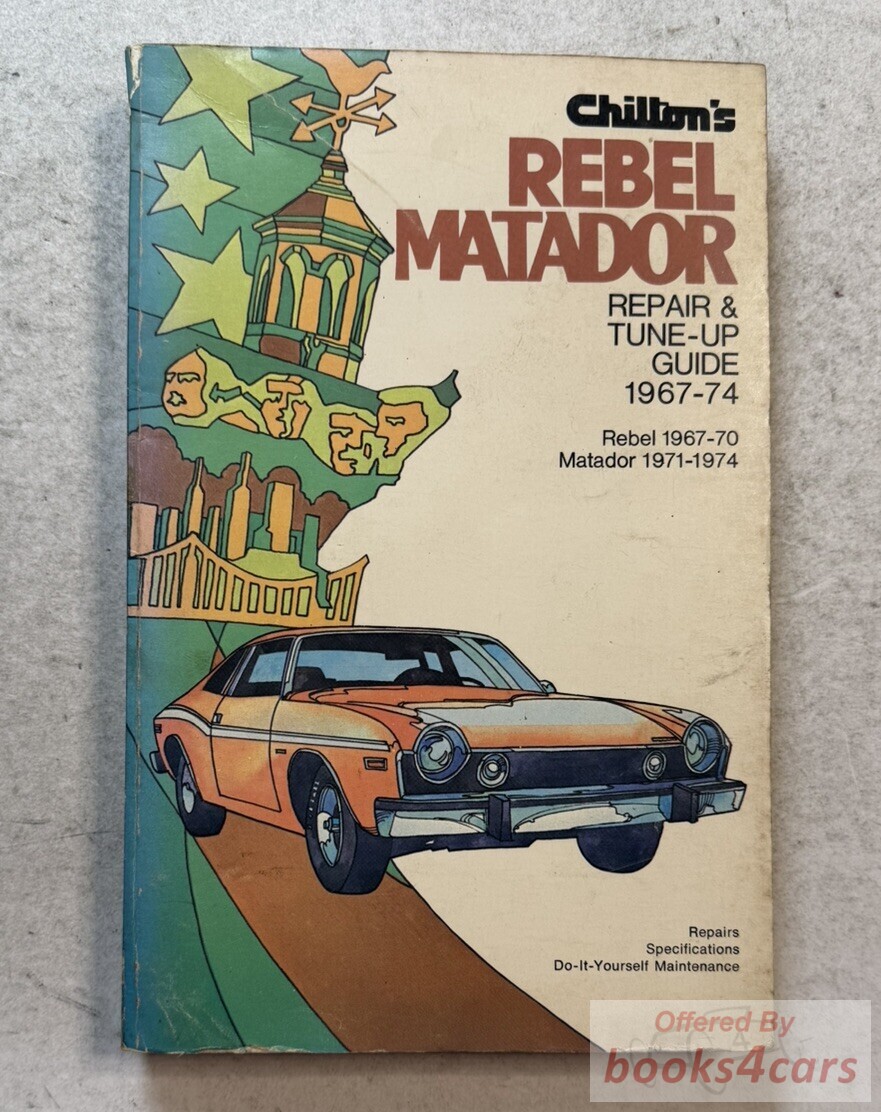 Chilton's
REBEL
MATADOR
REPAIR &
TUNE-UP
GUIDE
1967-74
Rebel 1967-70
Matador 1971-1974
Repairs
Specifications
Do-It-Yourself Maintenance
Offered By
books4cars